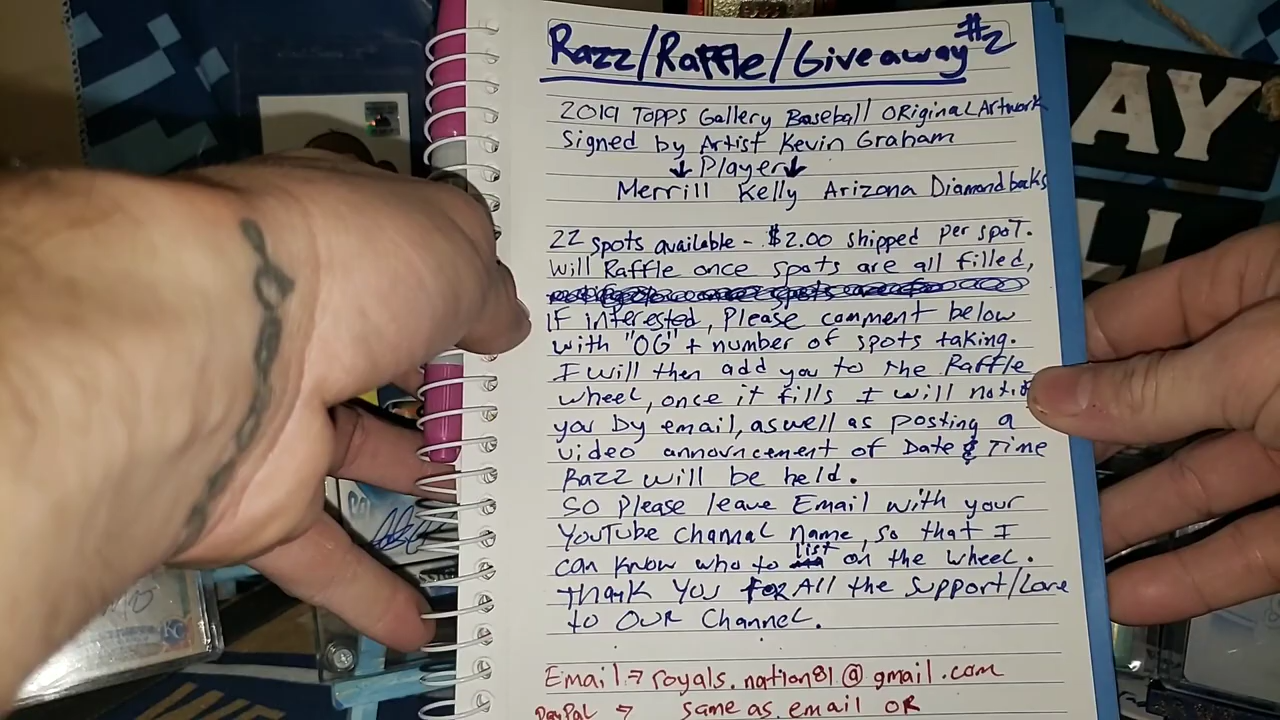 Razz/Raffle/Giveaway #2
2019 Topps Gallery Baseball Original Artwork
Signed by Artist Kevin Graham
↓ Player ↓
Merrill Kelly Arizona Diamondbacks
22 spots available - $2.00 shipped per spot.
Will Raffle once spots are all filled,
IF interested, Please comment below
with "OG" + number of spots taking.
I will then add you to the Raffle
wheel, once it fills I will
you by email, aswell as posting a
video announcment of Date & Time
Razz will be held.
So Please leave Email with your
YouTube Channal Name, so that I
can know who to list on the wheel.
Thank You for All the Support/Love
to OUR Channel.
Email → royals.nation81@gmail.com
PayPal → same as email OR
AY